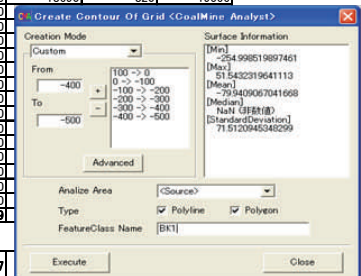 Create Contour Of Grid <CoalMine Analyst>
Creation Mode
Custom
From
-400
To
-500
+
-
100 -> 0
0 -> -100
-100 -> -200
-200 -> -300
-300 -> -400
-400 -> -500
Advanced
Surface Information
[Min]
-254.998519897461
[Max]
51.5432319641113
[Mean]
-79.9409067041668
[Median]
NaN (非数値)
[StandardDeviation]
71.5120945348299
Analize Area
<Source>
Type
Polyline
Polygon
FeatureClass Name
BK1
Execute
Close